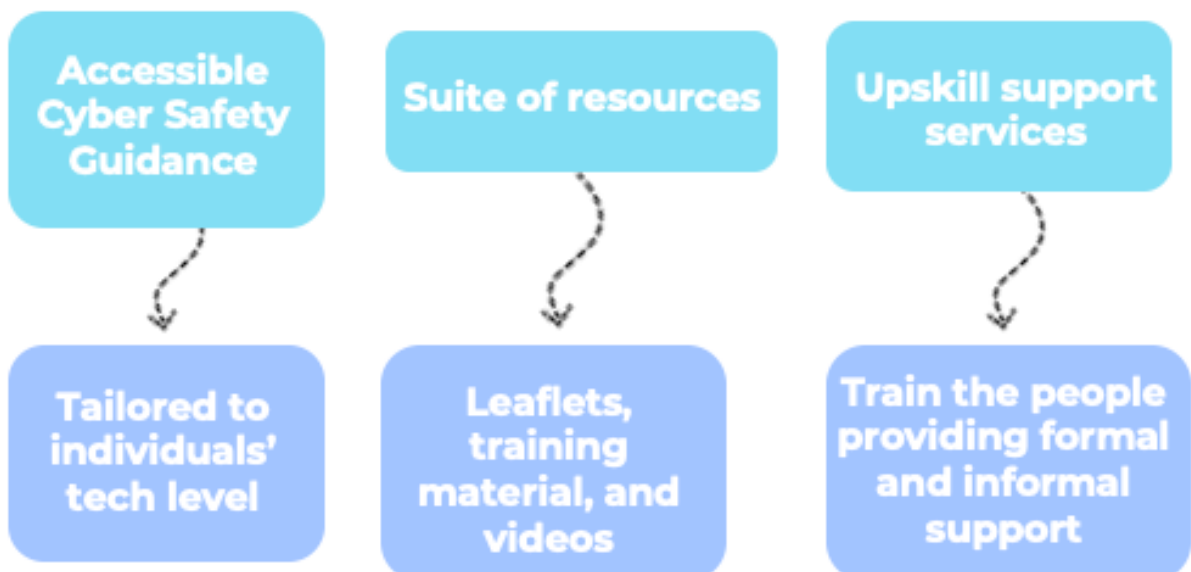 Accessible
Cyber Safety
Guidance
Suite of resources
Upskill support
services
Tailored to
individuals’
tech level
Leaflets,
training
material, and
videos
Train the people
providing formal
and informal
support